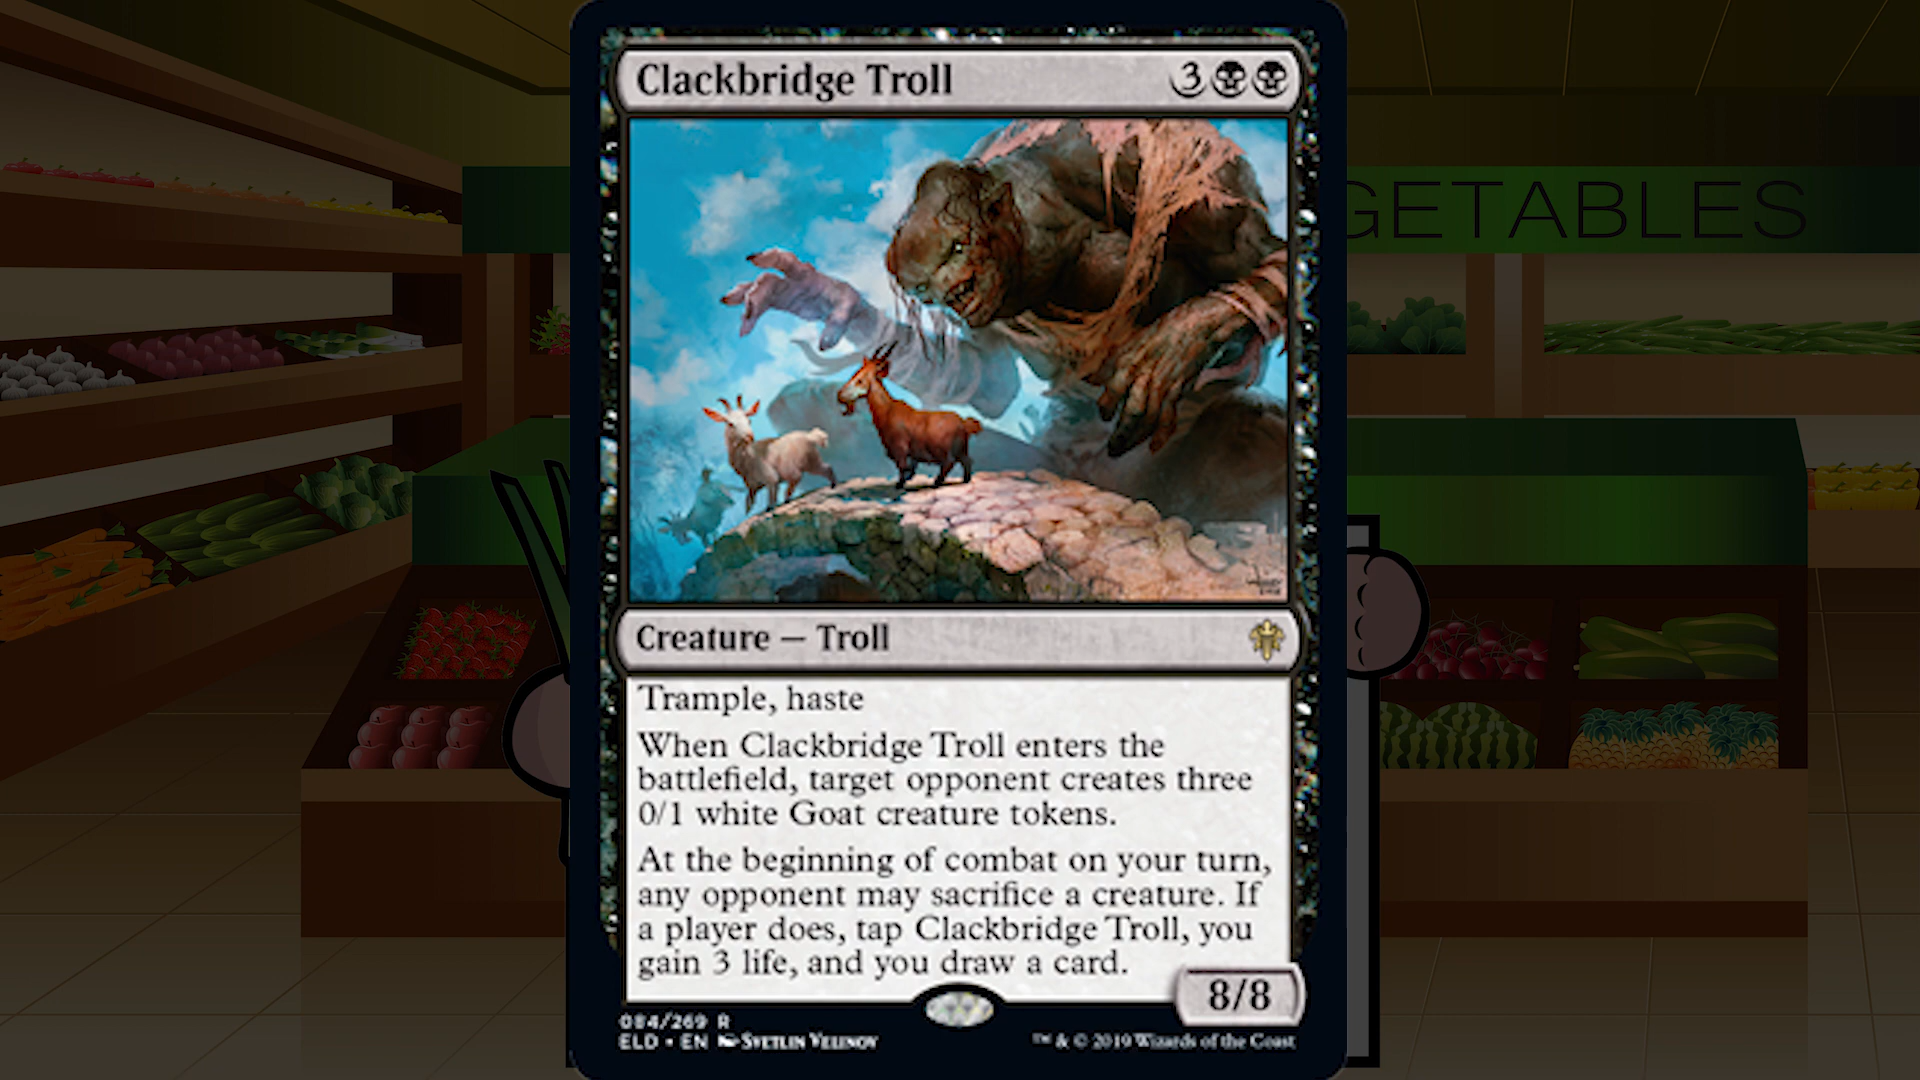 Clackbridge Troll 3
GETABLES
Creature — Troll
Trample, haste
When Clackbridge Troll enters the
battlefield, target opponent creates three
0/1 white Goat creature tokens.
At the beginning of combat on your turn,
any opponent may sacrifice a creature. If
a player does, tap Clackbridge Troll, you
gain 3 life, and you draw a card.
8/8
084/269 R
ELD • EN Svetlin Velinov
™ & © 2019 Wizards of the Coast